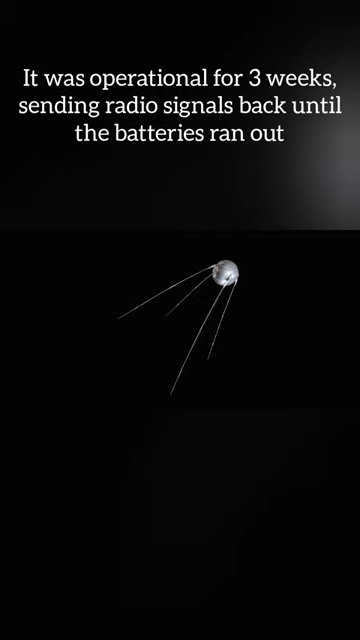 It was operational for 3 weeks,
sending radio signals back until
the batteries ran out